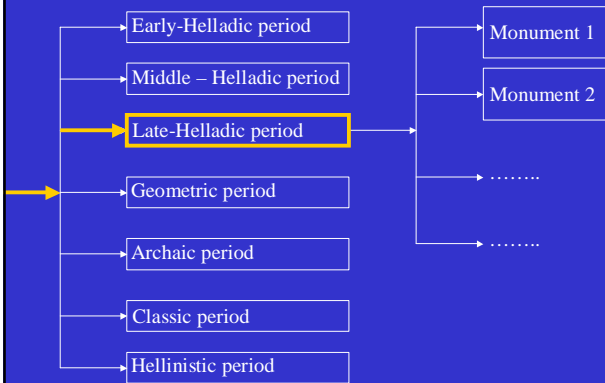 Early-Helladic period
Middle – Helladic period
Late-Helladic period
Geometric period
Archaic period
Classic period
Hellinistic period
Monument 1
Monument 2
……..
……..